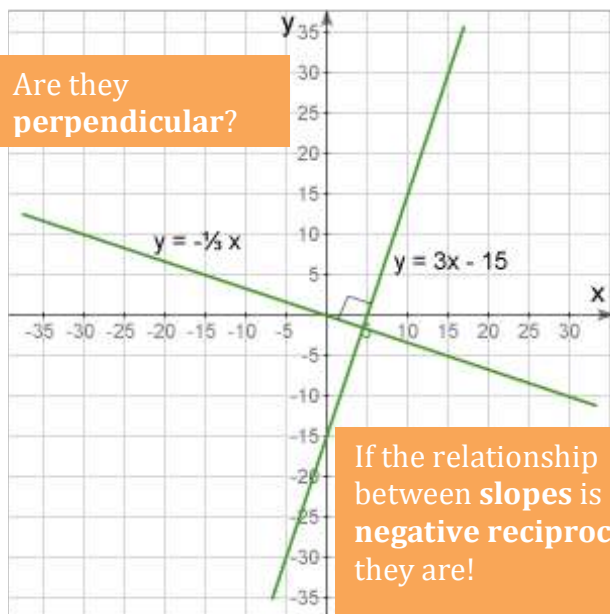 y
35
30
Are they
perpendicular?
25
20
15
10
y = -⅓ x
5
y = 3x - 15
x
-35 -30 -25 -20 -15 -10 -5 5 10 15 20 25 30
-5
-10
-15
-20
-25
-30
-35
If the relationship
between slopes is
negative reciproc
they are!